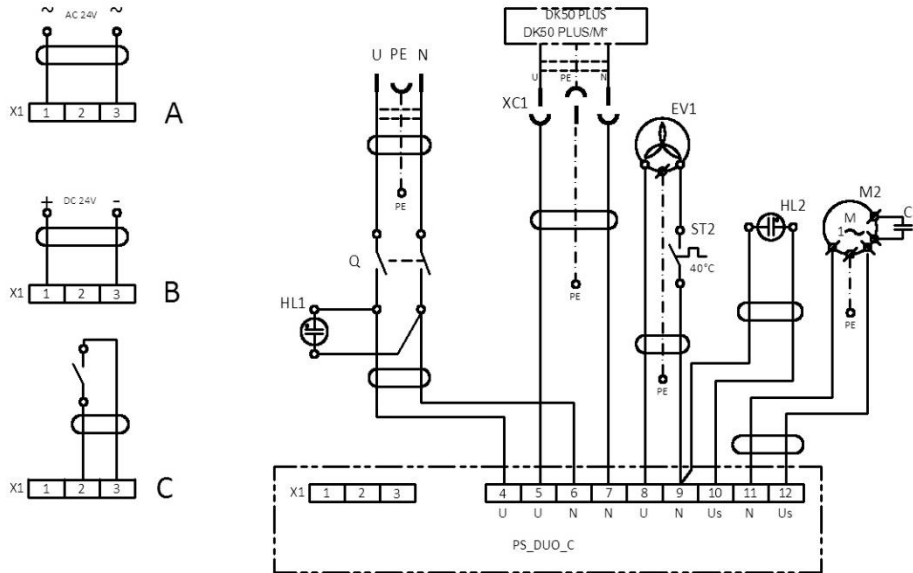 ~ AC 24V ~
X1 1 2 3 A
+ DC 24V -
X1 1 2 3 B
X1 1 2 3 C
DK50 PLUS
DK50 PLUS/M*
U PE N
U PE N
XC1
EV1
PE
ST2
40°C
Q
HL1
PE
PE
HL2
M2
M
1~
C
PE
X1 1 2 3
4 5 6 7 8 9 10 11 12
U U N N U N Us N Us
PS_DUO_C